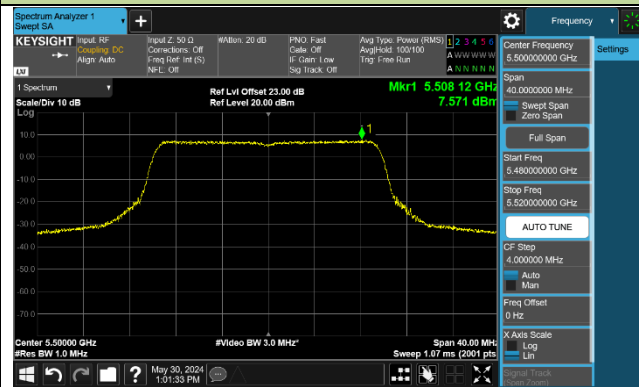 Spectrum Analyzer 1
Swept SA
Frequency
KEYSIGHT
Input: RF
Coupling: DC
Align: Auto
Input Z: 50 Ω
Corrections: Off
Freq Ref: Int (S)
NFE: Off
#Atten: 20 dB
PNO: Fast
Gate: Off
IF Gain: Low
Sig Track: Off
Avg Type: Power (RMS)
Avg|Hold: 100/100
Trig: Free Run
1 2 3 4 5 6
A W W W W W
A N N N N N
LXI
1 Spectrum
Scale/Div 10 dB
Log
Ref Lvl Offset 23.00 dB
Ref Level 20.00 dBm
Mkr1 5.508 12 GHz
7.571 dBm
1
10.0
0.00
-10.0
-20.0
-30.0
-40.0
-50.0
-60.0
-70.0
Center 5.50000 GHz
#Res BW 1.0 MHz
#Video BW 3.0 MHz*
Span 40.00 MHz
Sweep 1.07 ms (2001 pts)
May 30, 2024
1:01:33 PM
Center Frequency
5.500000000 GHz
Span
40.0000000 MHz
Swept Span
Zero Span
Full Span
Start Freq
5.480000000 GHz
Stop Freq
5.520000000 GHz
AUTO TUNE
CF Step
4.000000 MHz
Auto
Man
Freq Offset
0 Hz
X Axis Scale
Log
Lin
Signal Track
(Span Zoom)
Settings